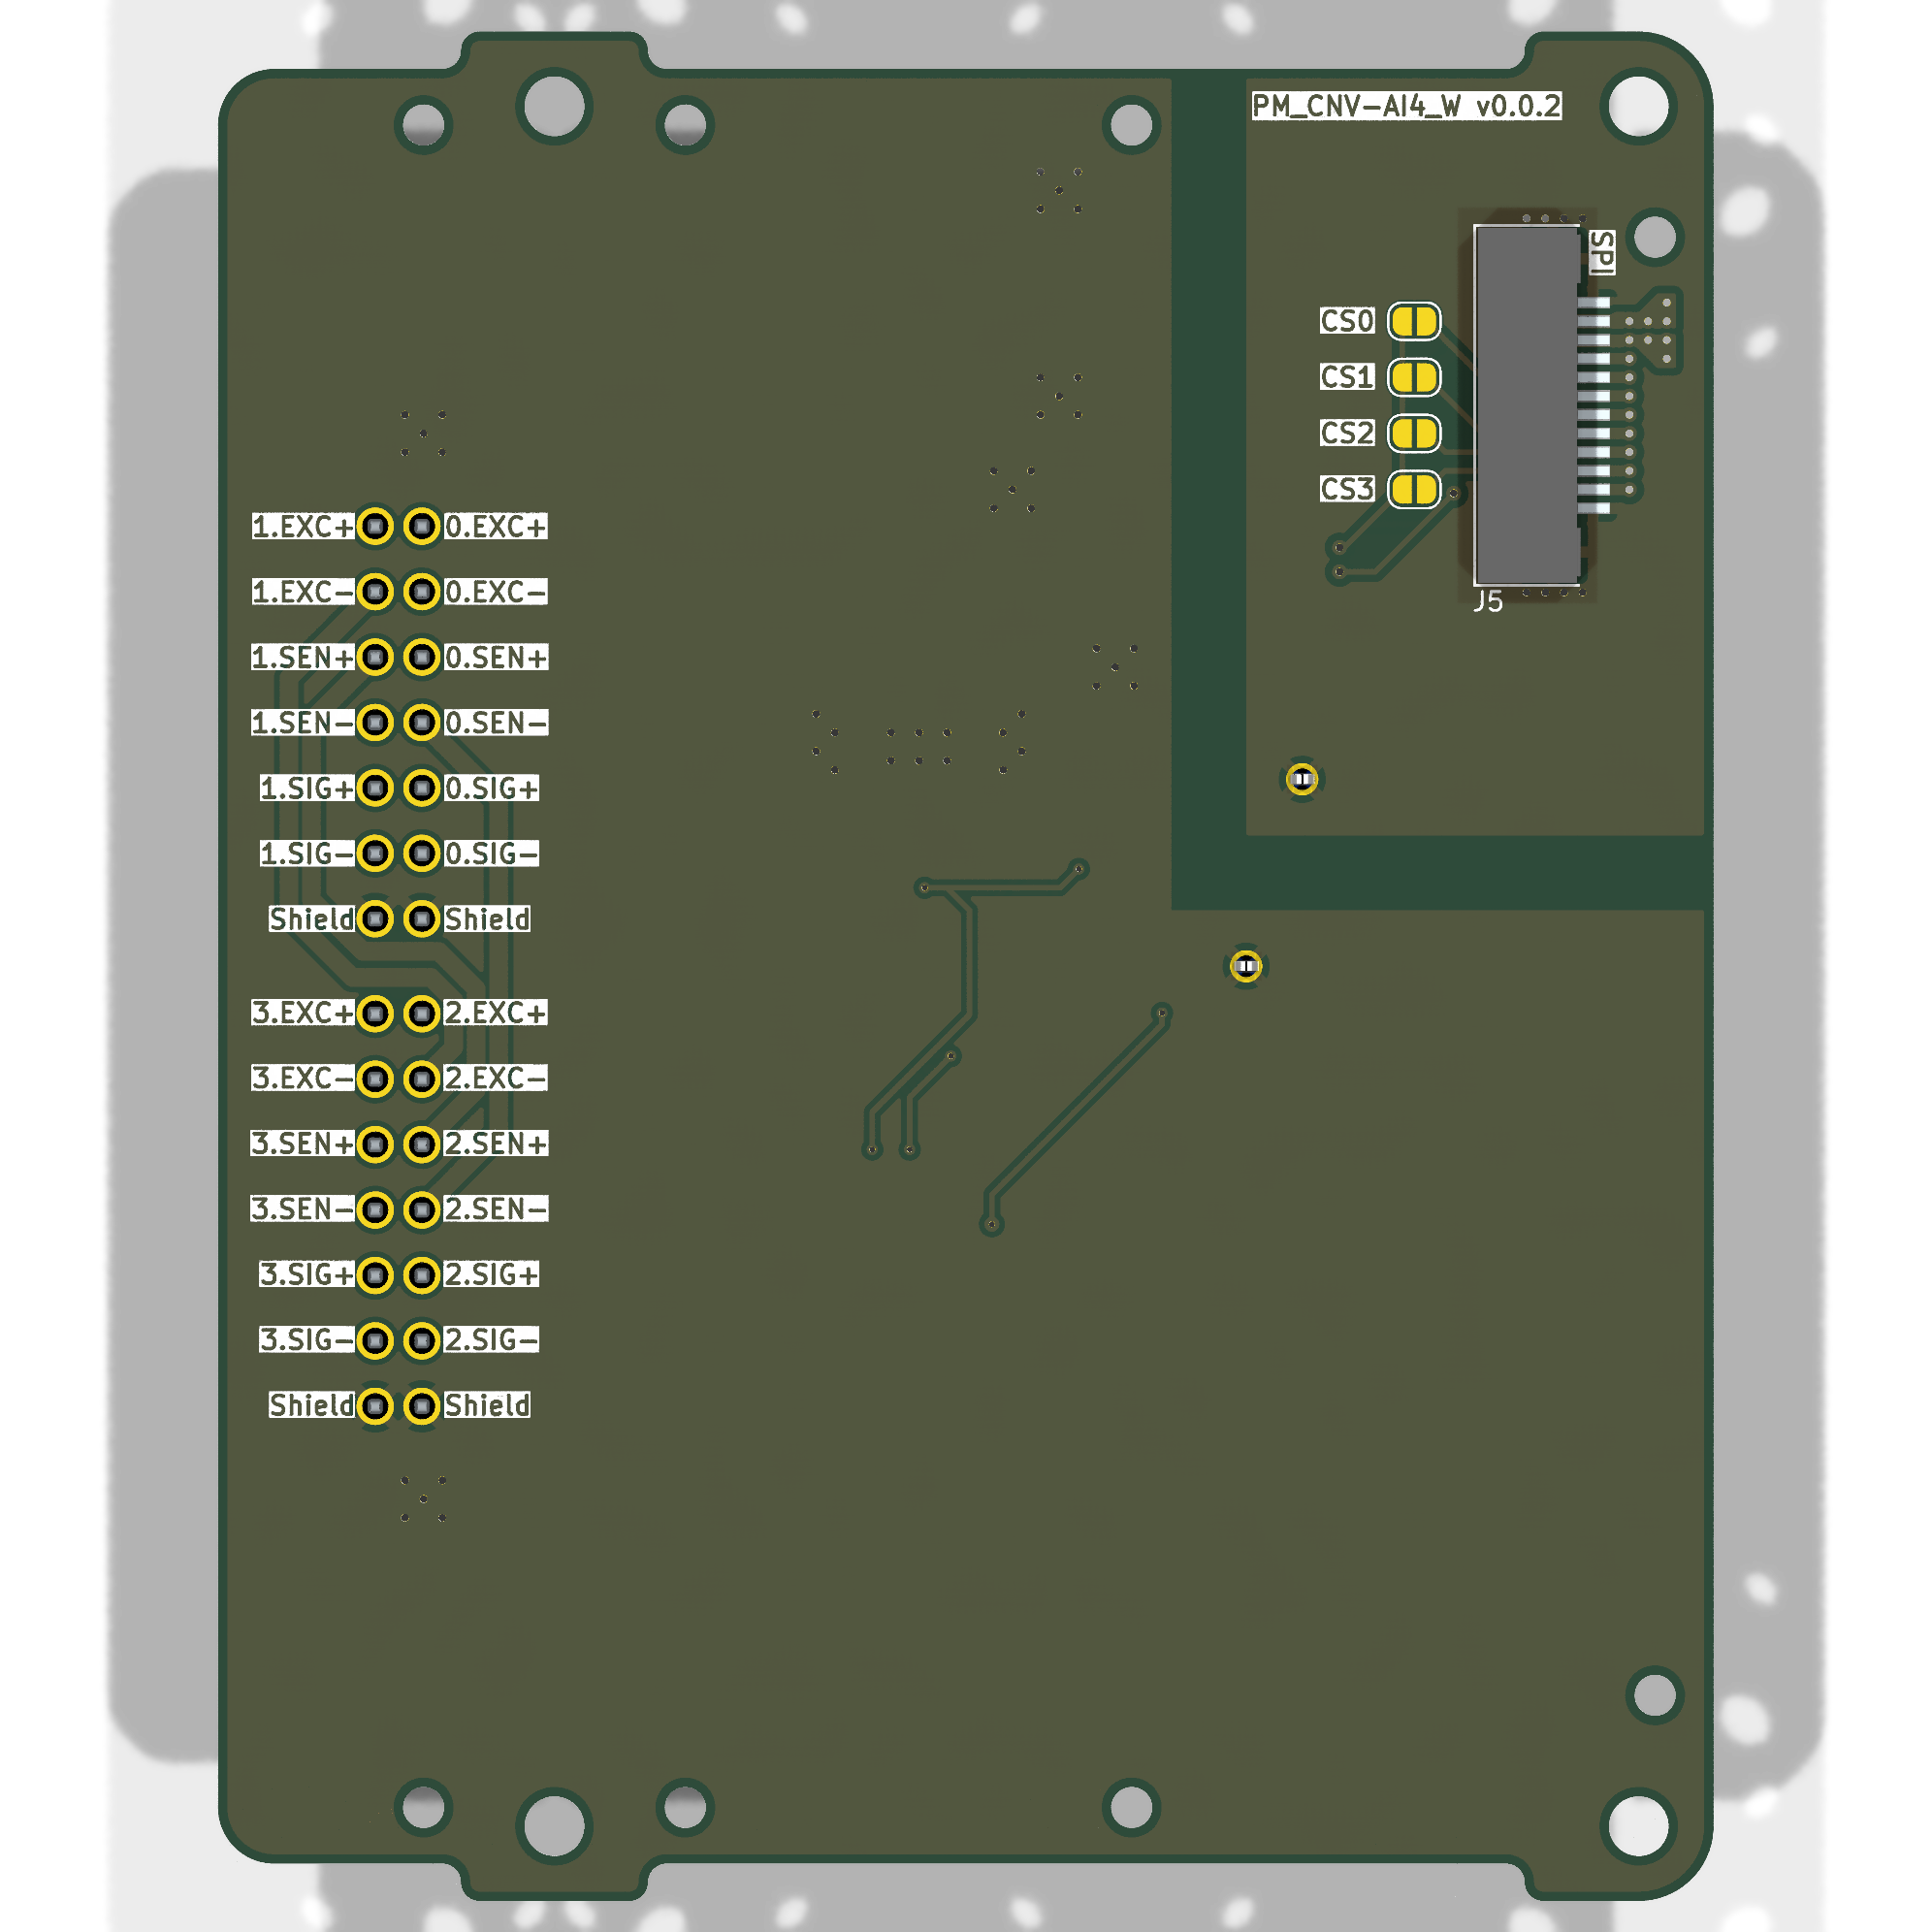 PM_CNV-AI4_W v0.0.2
SPI
CS0
CS1
CS2
CS3
J5
1.EXC+ 0.EXC+
1.EXC- 0.EXC-
1.SEN+ 0.SEN+
1.SEN- 0.SEN-
1.SIG+ 0.SIG+
1.SIG- 0.SIG-
Shield Shield
3.EXC+ 2.EXC+
3.EXC- 2.EXC-
3.SEN+ 2.SEN+
3.SEN- 2.SEN-
3.SIG+ 2.SIG+
3.SIG- 2.SIG-
Shield Shield